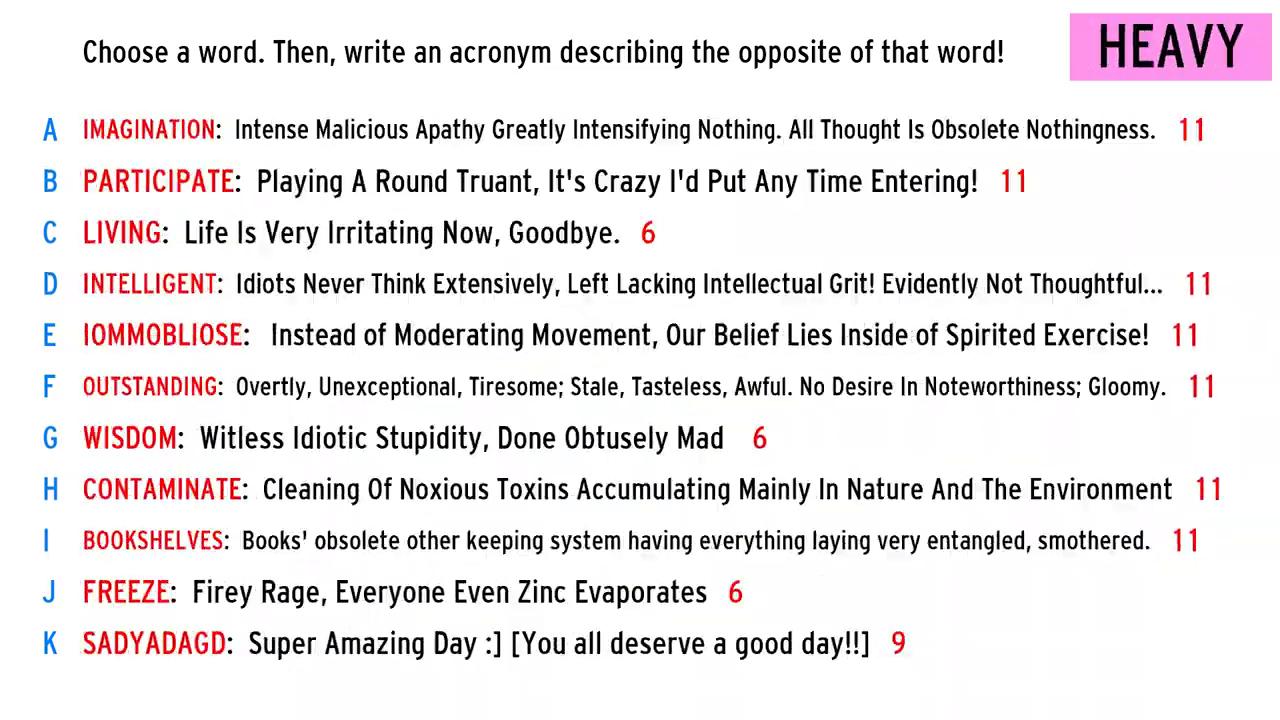 Choose a word. Then, write an acronym describing the opposite of that word!
HEAVY
A IMAGINATION: Intense Malicious Apathy Greatly Intensifying Nothing. All Thought Is Obsolete Nothingness. 11
B PARTICIPATE: Playing A Round Truant, It's Crazy I'd Put Any Time Entering! 11
C LIVING: Life Is Very Irritating Now, Goodbye. 6
D INTELLIGENT: Idiots Never Think Extensively, Left Lacking Intellectual Grit! Evidently Not Thoughtful... 11
E IOMMOBLIOSE: Instead of Moderating Movement, Our Belief Lies Inside of Spirited Exercise! 11
F OUTSTANDING: Overtly, Unexceptional, Tiresome; Stale, Tasteless, Awful. No Desire In Noteworthiness; Gloomy. 11
G WISDOM: Witless Idiotic Stupidity, Done Obtusely Mad 6
H CONTAMINATE: Cleaning Of Noxious Toxins Accumulating Mainly In Nature And The Environment 11
I BOOKSHELVES: Books' obsolete other keeping system having everything laying very entangled, smothered. 11
J FREEZE: Firey Rage, Everyone Even Zinc Evaporates 6
K SADYADAGD: Super Amazing Day :] [You all deserve a good day!!] 9